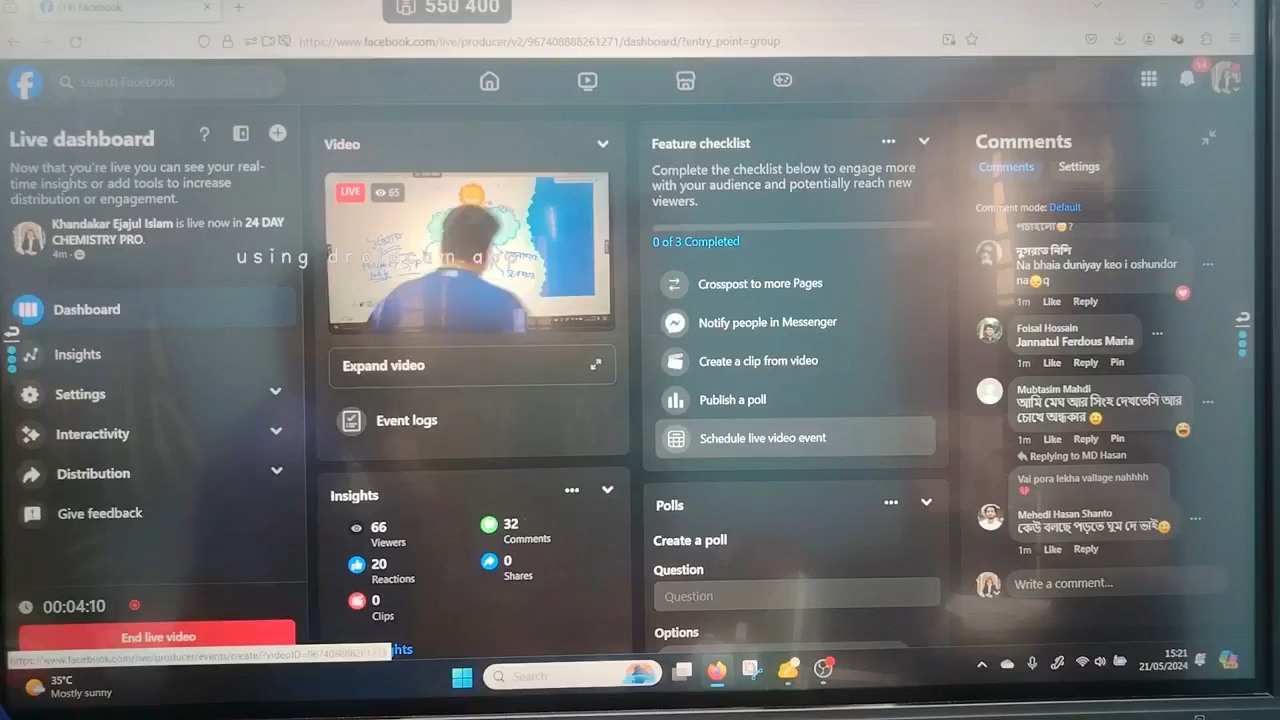 (14) Facebook
550 400
https://www.facebook.com/live/producer/v2/967408888261271/dashboard/?entry_point=group
Search Facebook
14
Live dashboard
Now that you're live you can see your real-
time insights or add tools to increase
distribution or engagement.
Khandakar Ejajul Islam is live now in 24 DAY
CHEMISTRY PRO.
4m
using droidcam app
Dashboard
Insights
Settings
Interactivity
Distribution
Give feedback
00:04:10
End live video
Video
LIVE
65
Expand video
Event logs
Insights
66
Viewers
32
Comments
20
Reactions
0
Shares
0
Clips
Feature checklist
Complete the checklist below to engage more
with your audience and potentially reach new
viewers.
0 of 3 Completed
Crosspost to more Pages
Notify people in Messenger
Create a clip from video
Publish a poll
Schedule live video event
Polls
Create a poll
Question
Question
Options
Comments
Comments
Settings
Comment mode: Default
নুসরাত নিশি
Na bhaia duniyay keo i oshundor
na😔q
1m Like Reply
Foisal Hossain
Jannatul Ferdous Maria
1m Like Reply Pin
Mubtasim Mahdi
আমি মেঘ আর সিংহ দেখতেসি আর
চোখে অন্ধকার
1m Like Reply Pin
Replying to MD Hasan
Vai pora lekha vallage nahhhh
💔
Mehedi Hasan Shanto
কেউ বলছে পড়তে ঘুম দে ভাই
1m Like Reply
Write a comment...
35°C
Mostly sunny
Search
15:21
21/05/2024